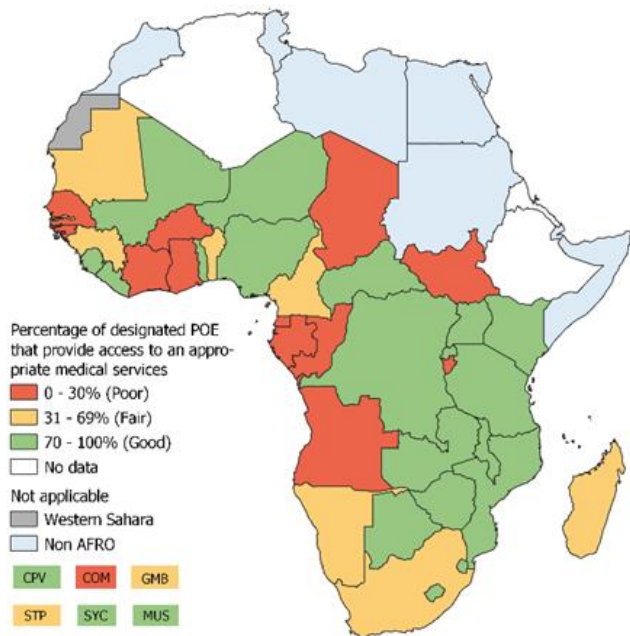 Percentage of designated POE
that provide access to an appro-
priate medical services
0 - 30% (Poor)
31 - 69% (Fair)
70 - 100% (Good)
No data
Not applicable
Western Sahara
Non AFRO
CPV COM GMB
STP SYC MUS